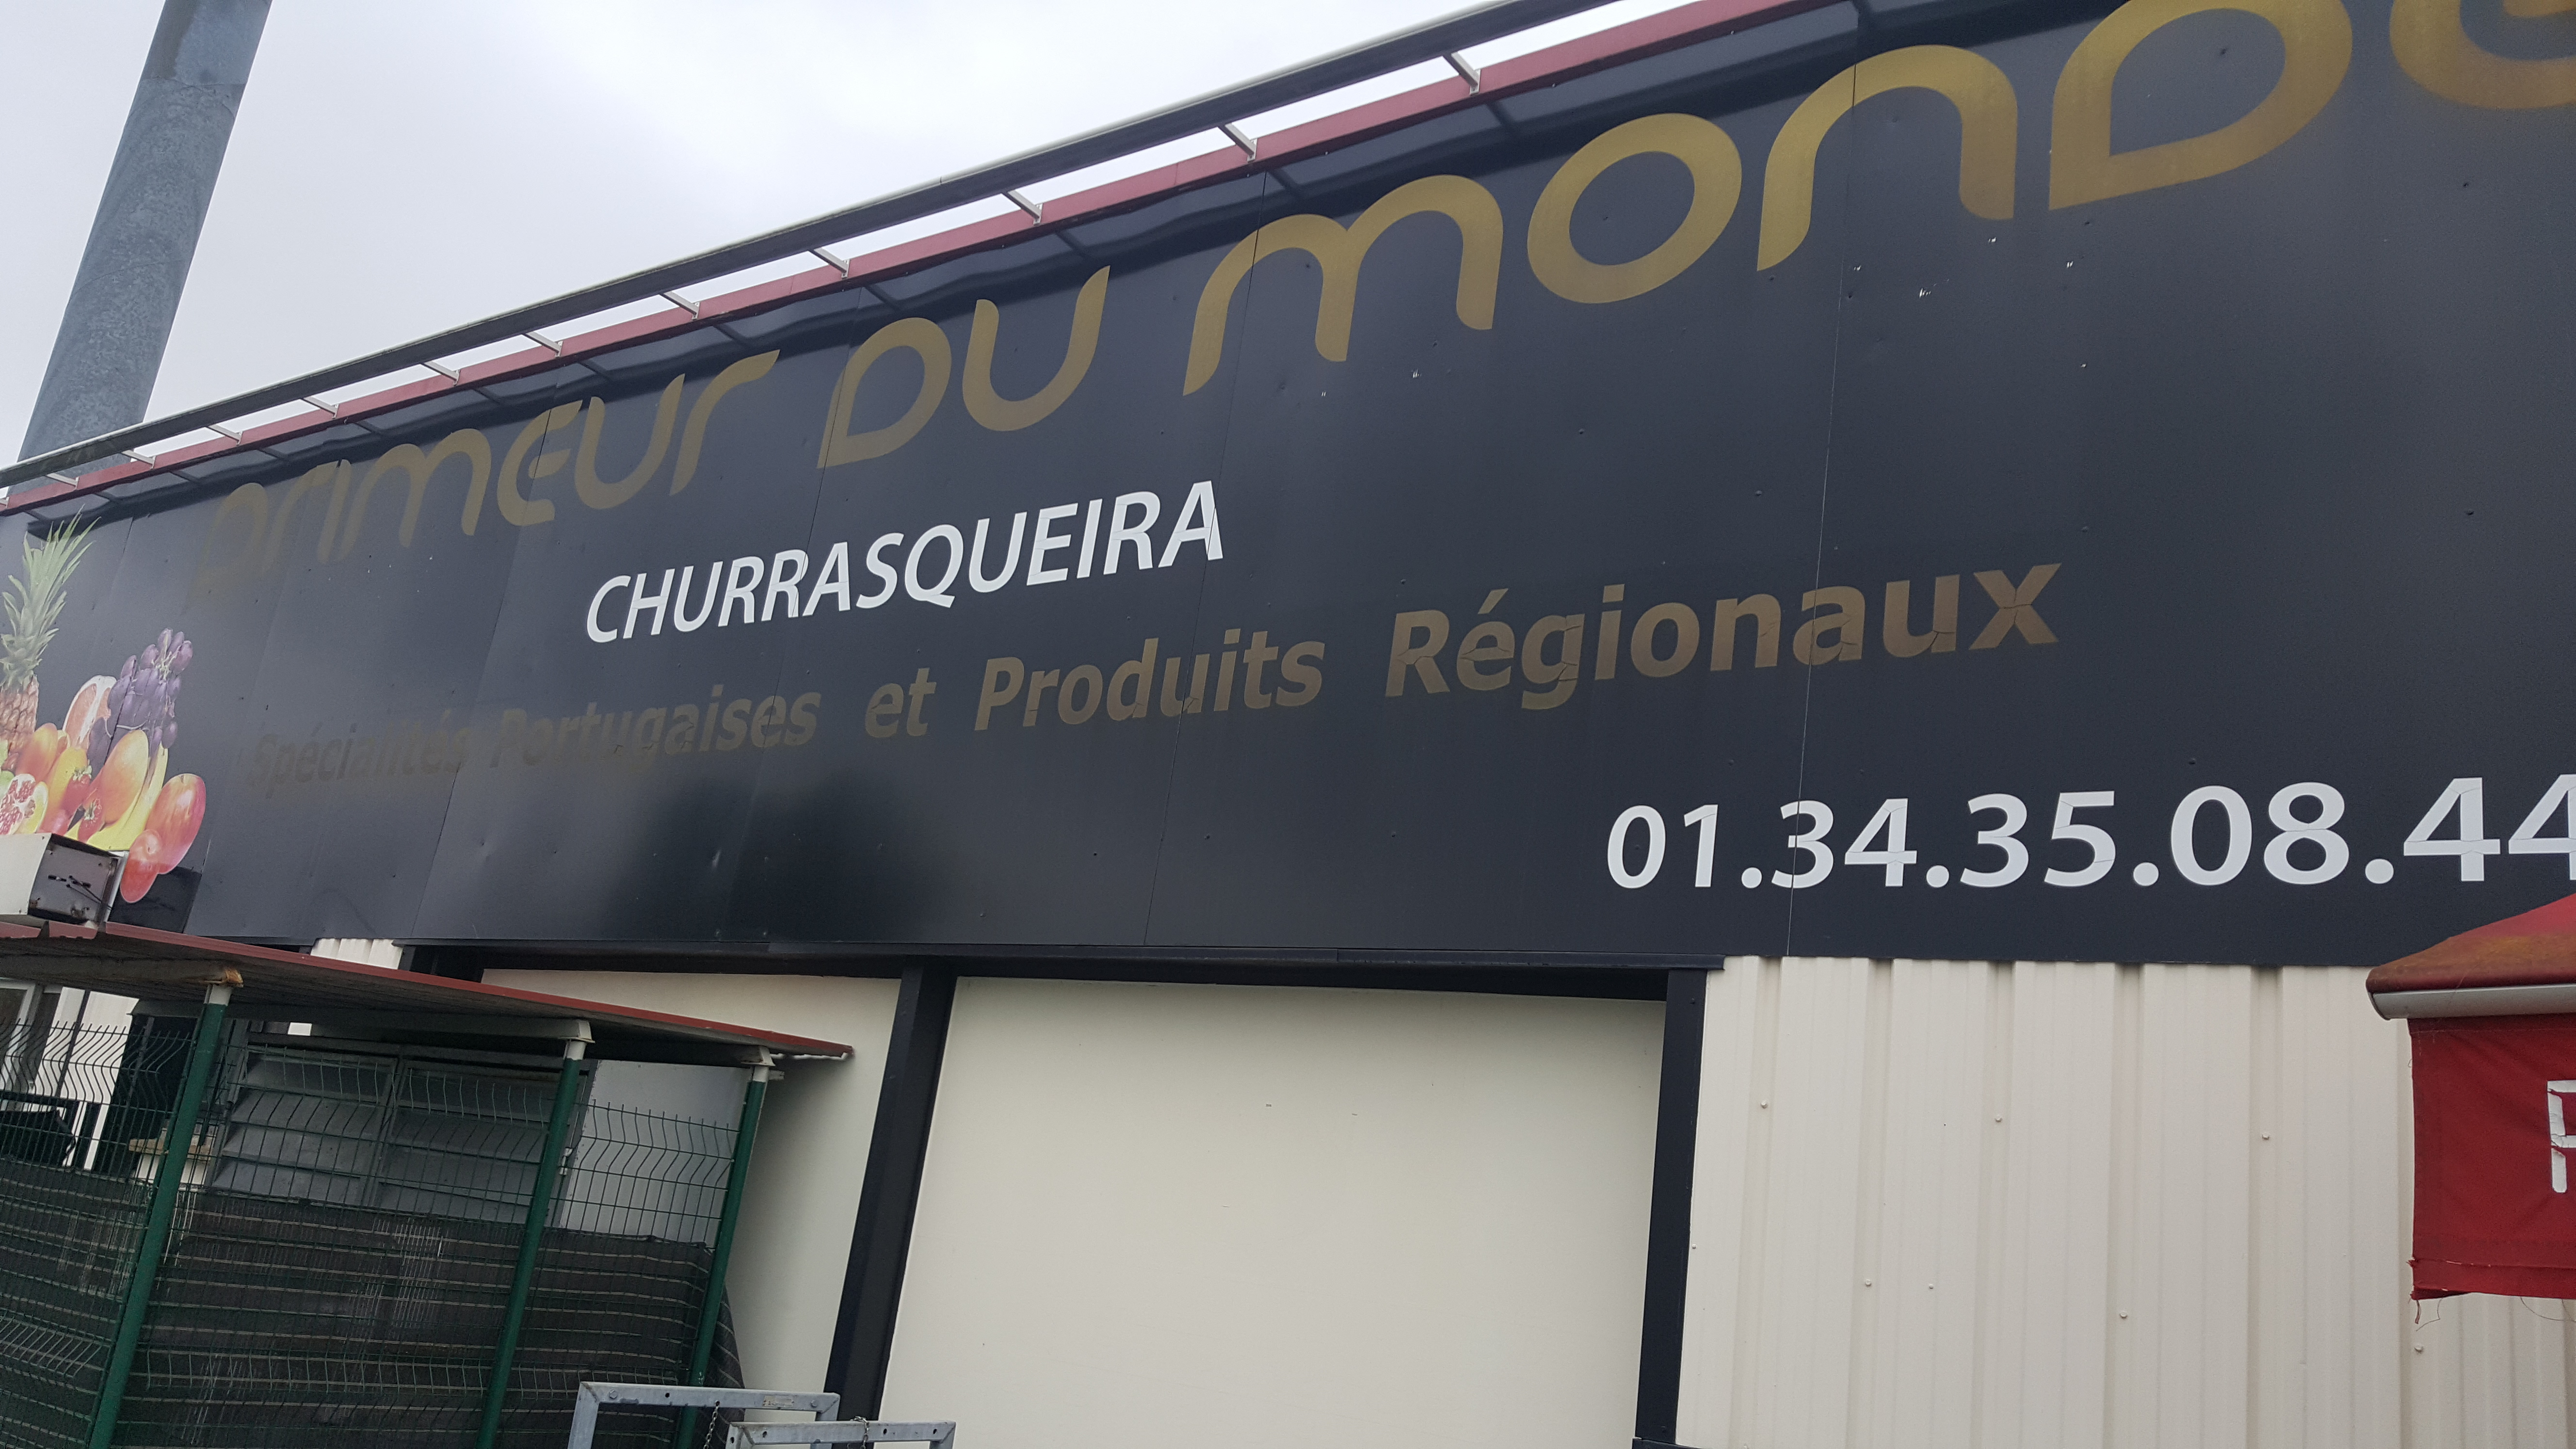 PRIMEUR DU MONDE
CHURRASQUEIRA
Spécialités Portugaises et Produits Régionaux
01.34.35.08.44